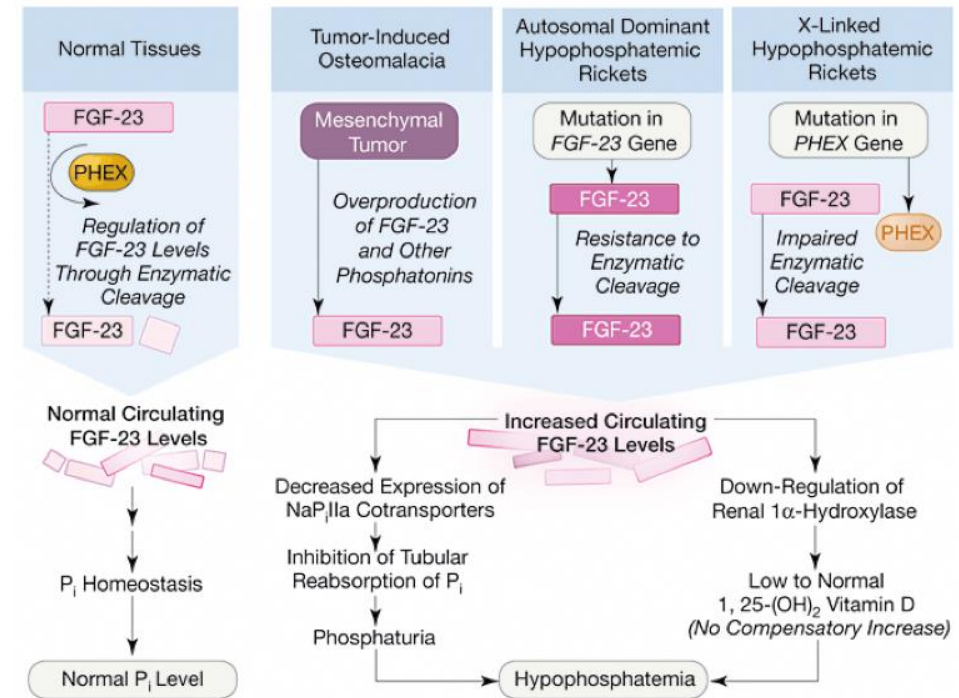 Normal Tissues
FGF-23
PHEX
Regulation of
FGF-23 Levels
Through Enzymatic
Cleavage
FGF-23
Tumor-Induced
Osteomalacia
Mesenchymal
Tumor
Overproduction
of FGF-23
and Other
Phosphatonins
FGF-23
Autosomal Dominant
Hypophosphatemic
Rickets
Mutation in
FGF-23 Gene
FGF-23
Resistance to
Enzymatic
Cleavage
FGF-23
X-Linked
Hypophosphatemic
Rickets
Mutation in
PHEX Gene
FGF-23
PHEX
Impaired
Enzymatic
Cleavage
FGF-23
Normal Circulating
FGF-23 Levels
Pi Homeostasis
Normal Pi Level
Increased Circulating
FGF-23 Levels
Decreased Expression of
NaPiIIa Cotransporters
Inhibition of Tubular
Reabsorption of Pi
Phosphaturia
Down-Regulation of
Renal 1α-Hydroxylase
Low to Normal
1, 25-(OH)2 Vitamin D
(No Compensatory Increase)
Hypophosphatemia